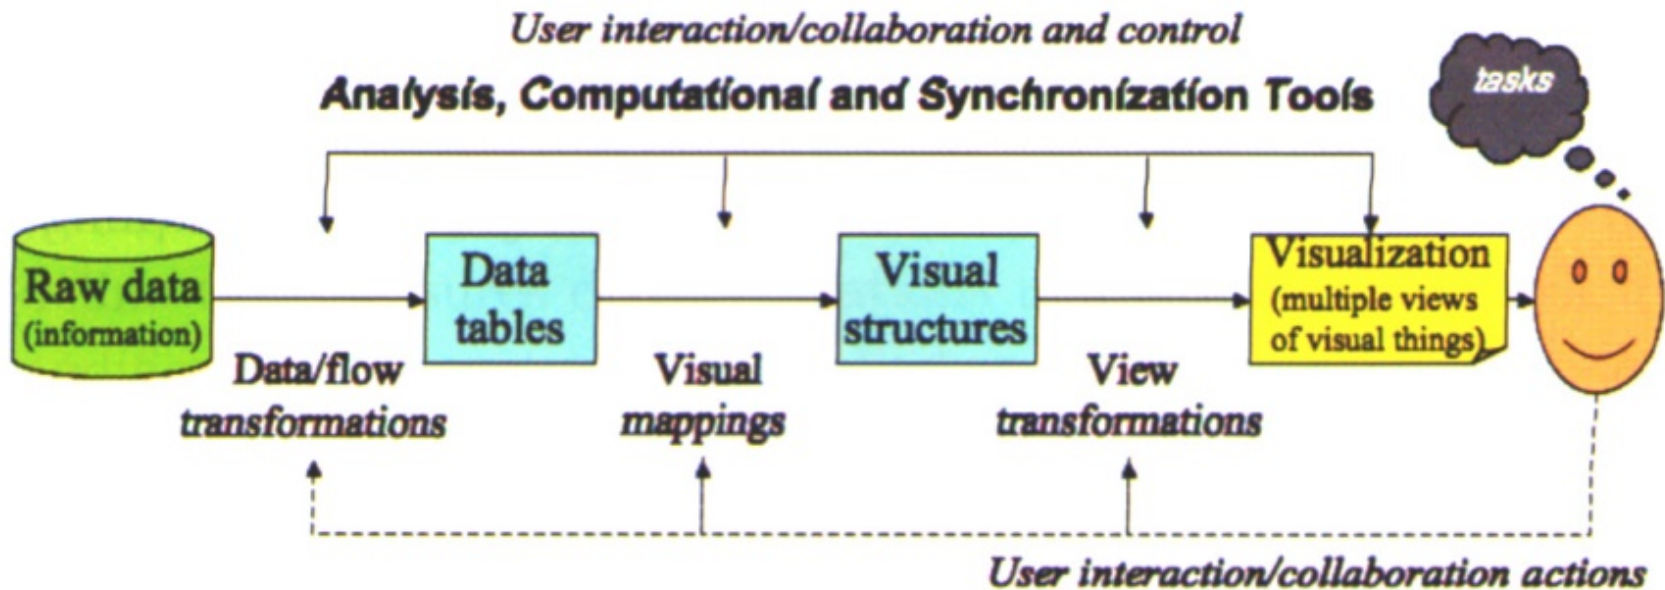 User interaction/collaboration and control
Analysis, Computational and Synchronization Tools
tasks
Raw data
(information)
Data
tables
Visual
structures
Visualization
(multiple views
of visual things)
Data/flow
transformations
Visual
mappings
View
transformations
User interaction/collaboration actions